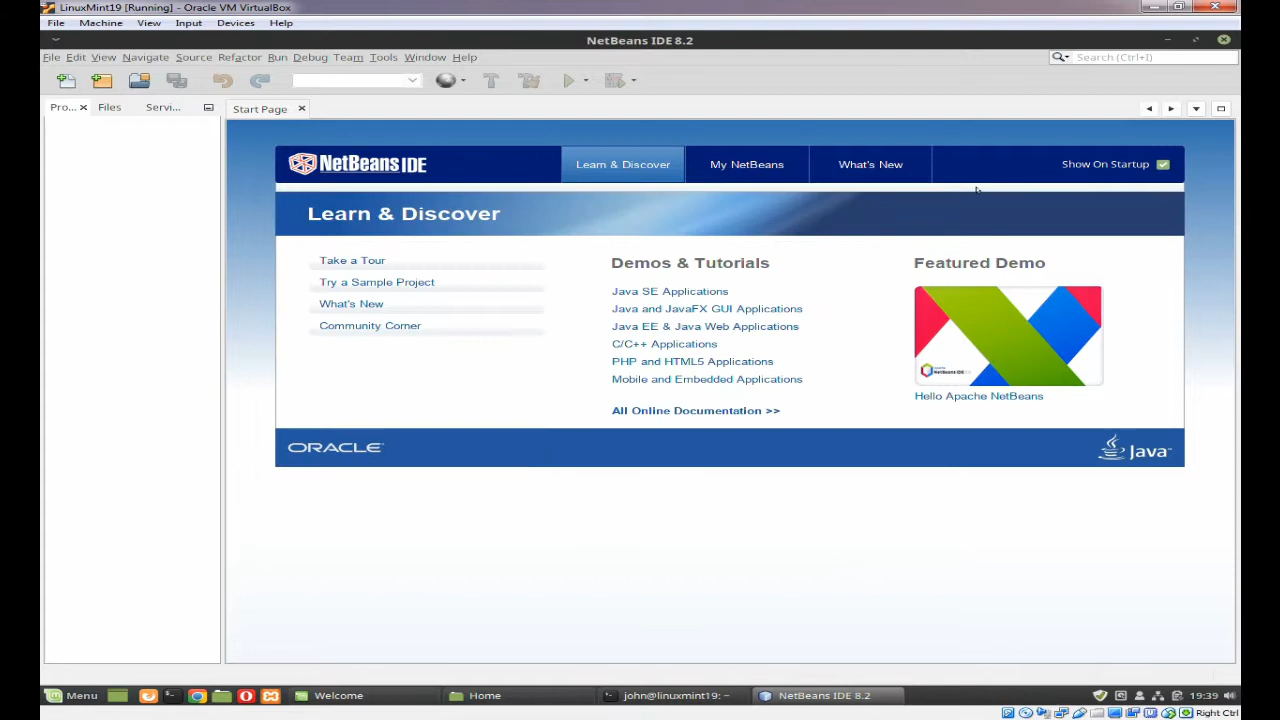 LinuxMint19 [Running] - Oracle VM VirtualBox
File Machine View Input Devices Help
NetBeans IDE 8.2
File Edit View Navigate Source Refactor Run Debug Team Tools Window Help
Search (Ctrl+I)
Pro... Files Servi...
Start Page
NetBeans IDE
Learn & Discover
My NetBeans
What's New
Show On Startup
Learn & Discover
Take a Tour
Try a Sample Project
What's New
Community Corner
Demos & Tutorials
Java SE Applications
Java and JavaFX GUI Applications
Java EE & Java Web Applications
C/C++ Applications
PHP and HTML5 Applications
Mobile and Embedded Applications
All Online Documentation >>
Featured Demo
Hello Apache NetBeans
ORACLE
Java
Menu
Welcome
Home
john@linuxmint19: ~
NetBeans IDE 8.2
19:39
Right Ctrl